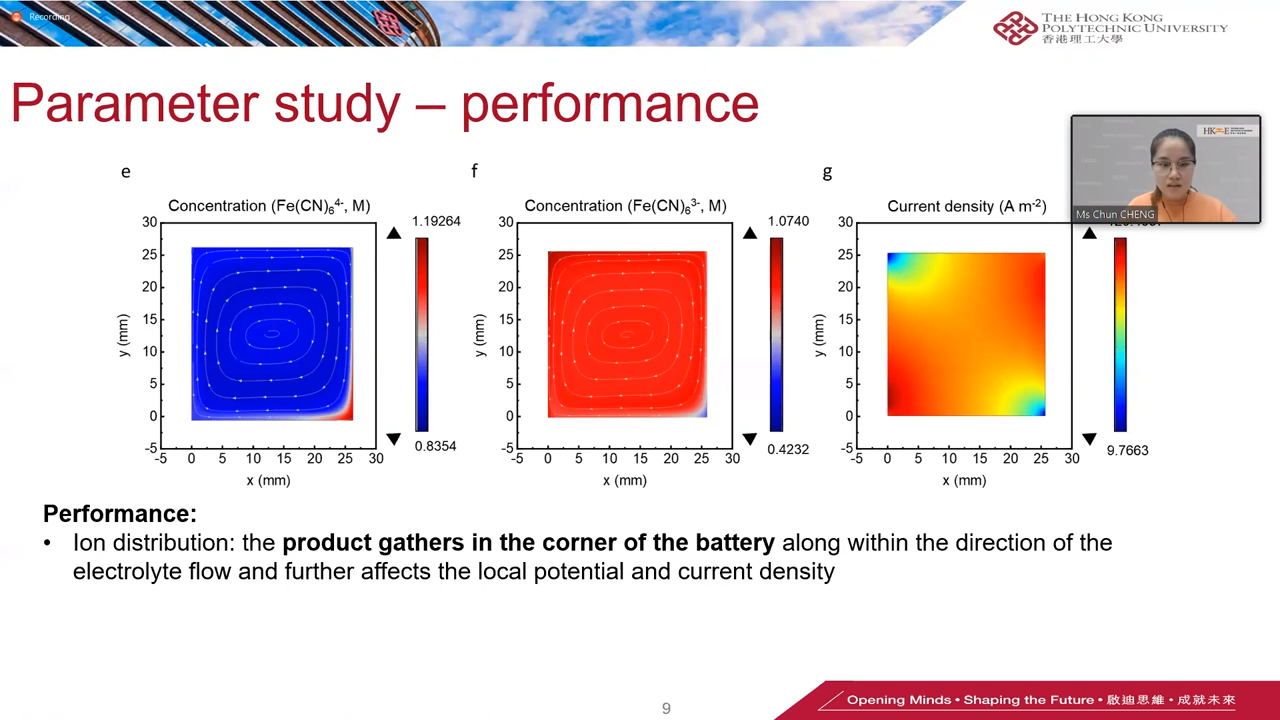 Recording
THE HONG KONG
POLYTECHNIC UNIVERSITY
香港理工大學
Parameter study – performance
Ms Chun CHENG
e
f
g
Concentration (Fe(CN)₆⁴⁻, M)
Concentration (Fe(CN)₆³⁻, M)
Current density (A m⁻²)
30
25
20
15
10
5
0
-5
y (mm)
-5 0 5 10 15 20 25 30
x (mm)
1.19264
0.8354
30
25
20
15
10
5
0
-5
y (mm)
-5 0 5 10 15 20 25 30
x (mm)
1.0740
0.4232
30
25
20
15
10
5
0
-5
y (mm)
-5 0 5 10 15 20 25 30
x (mm)
9.7663
Performance:
• Ion distribution: the product gathers in the corner of the battery along within the direction of the
electrolyte flow and further affects the local potential and current density
9
Opening Minds • Shaping the Future • 啟迪思維 • 成就未來